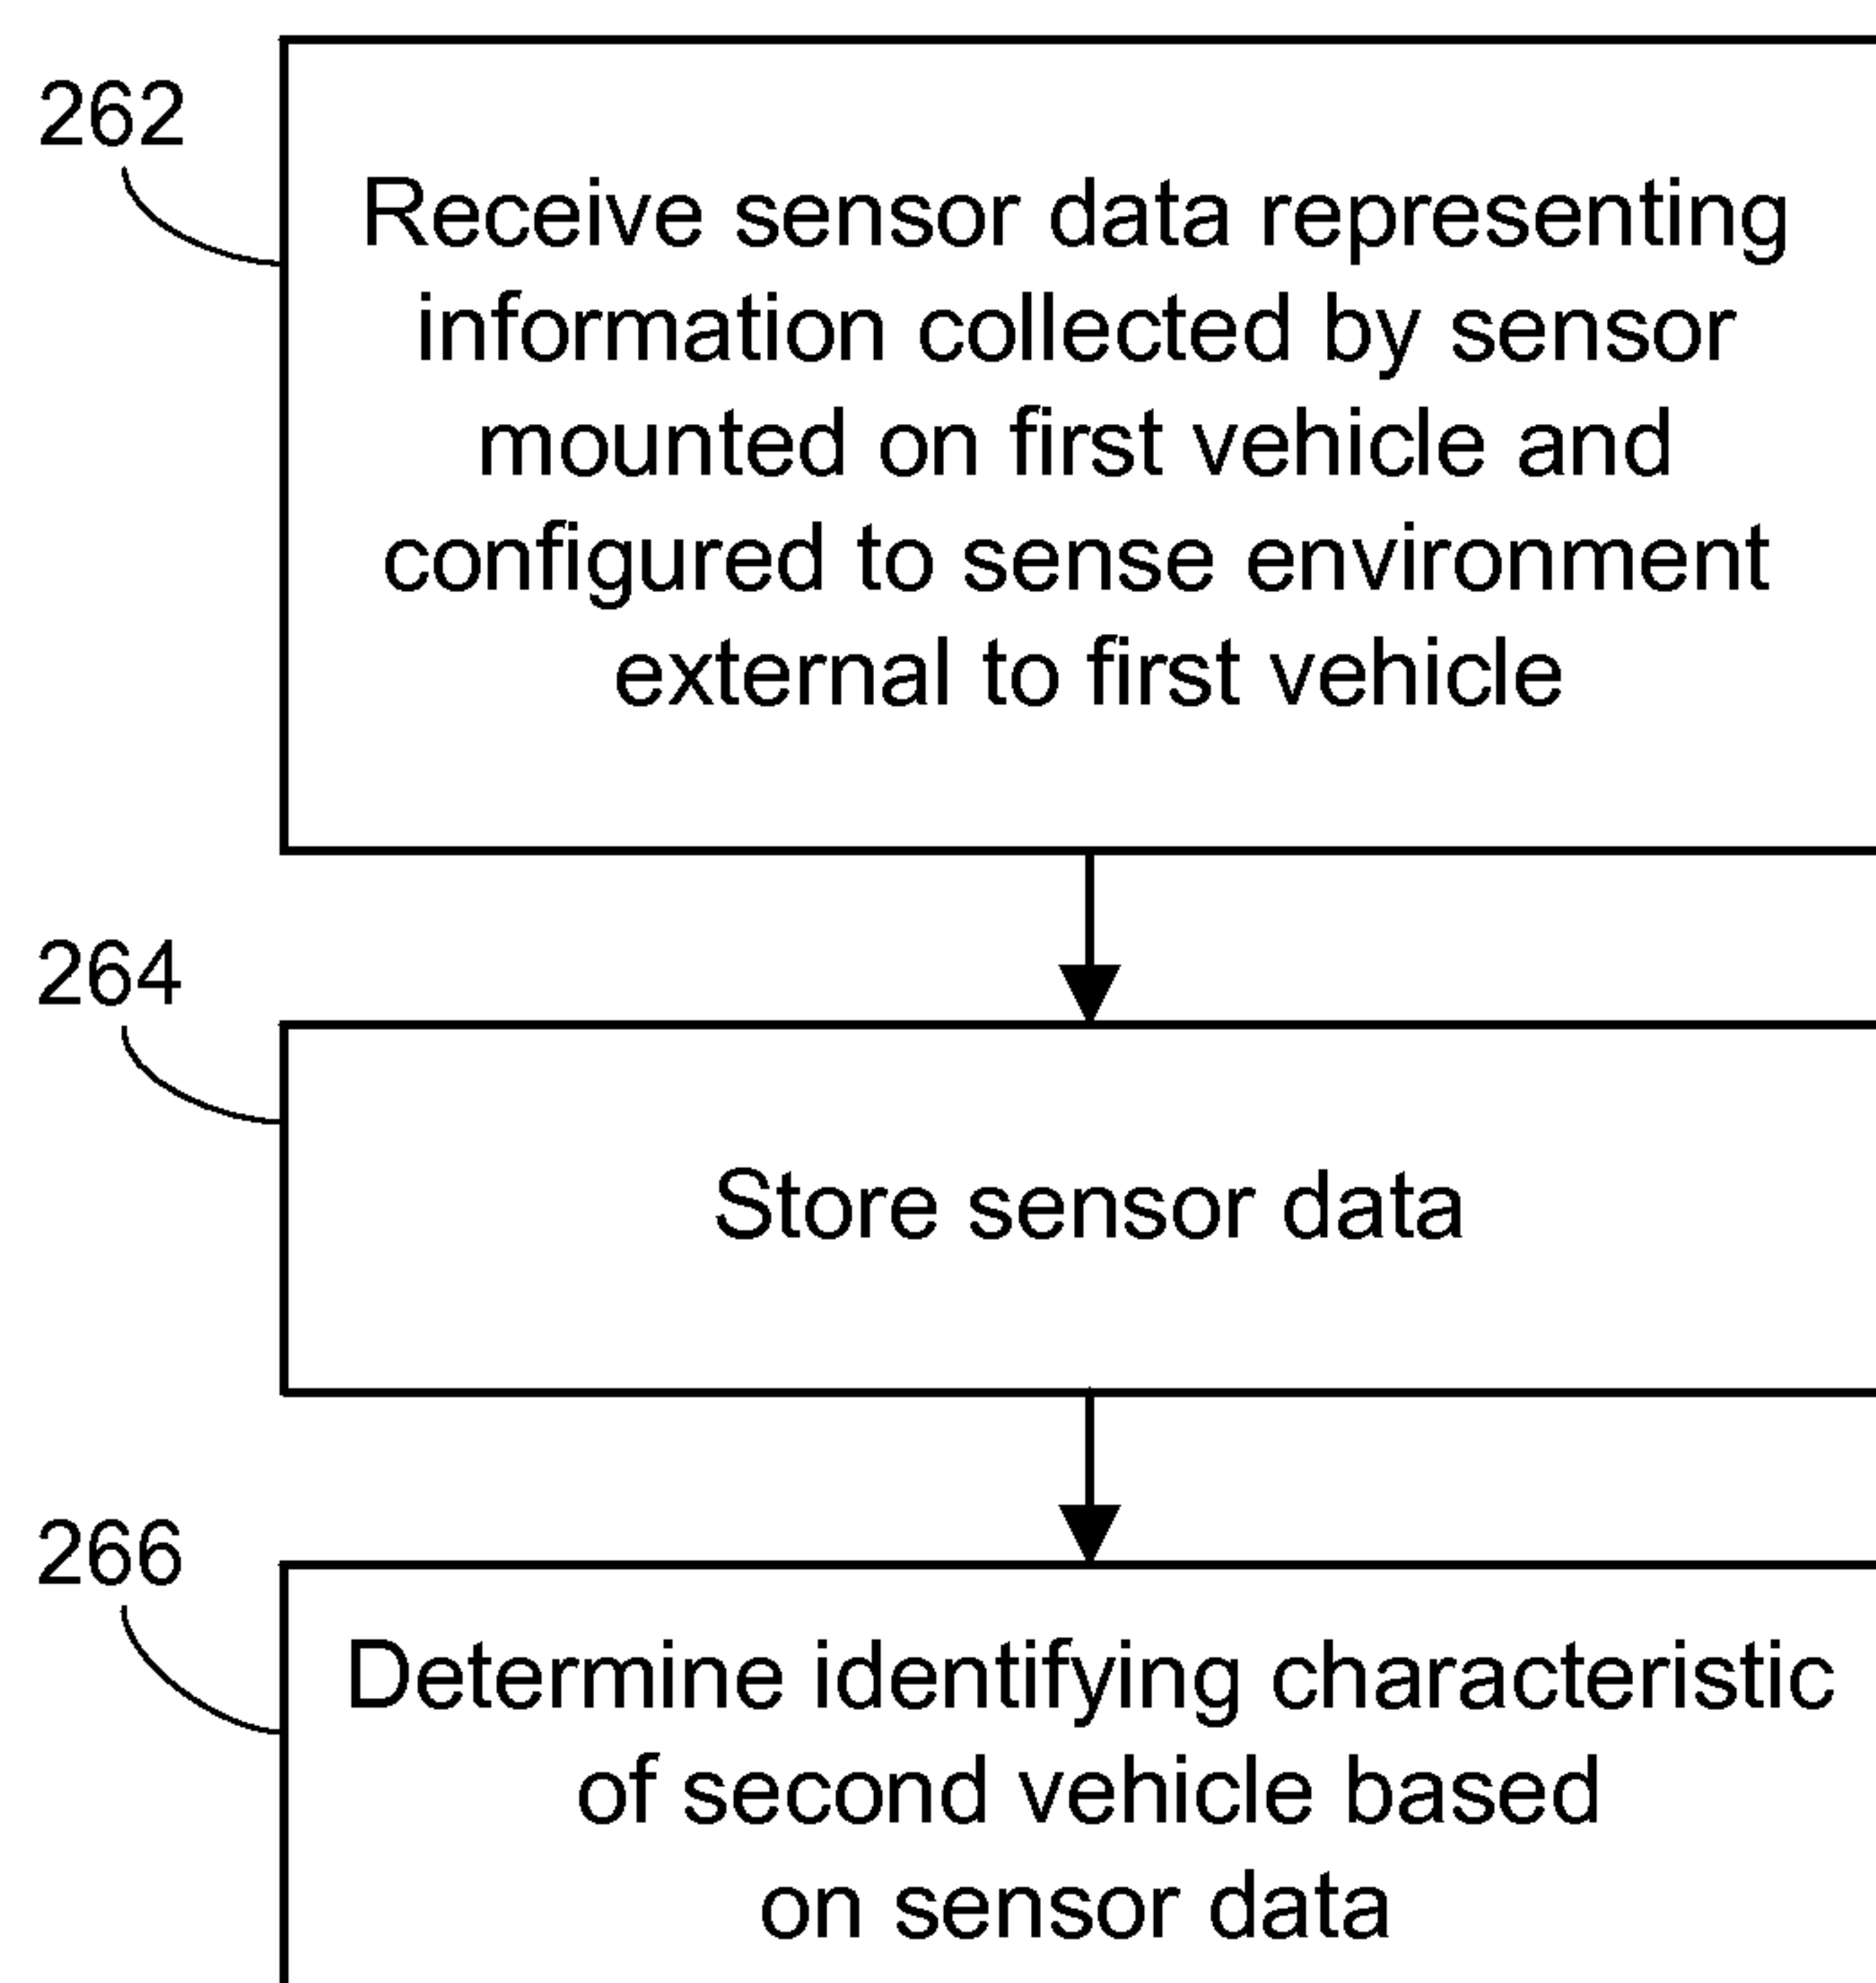 262
Receive sensor data representing
information collected by sensor
mounted on first vehicle and
configured to sense environment
external to first vehicle
264
Store sensor data
266
Determine identifying characteristic
of second vehicle based
on sensor data